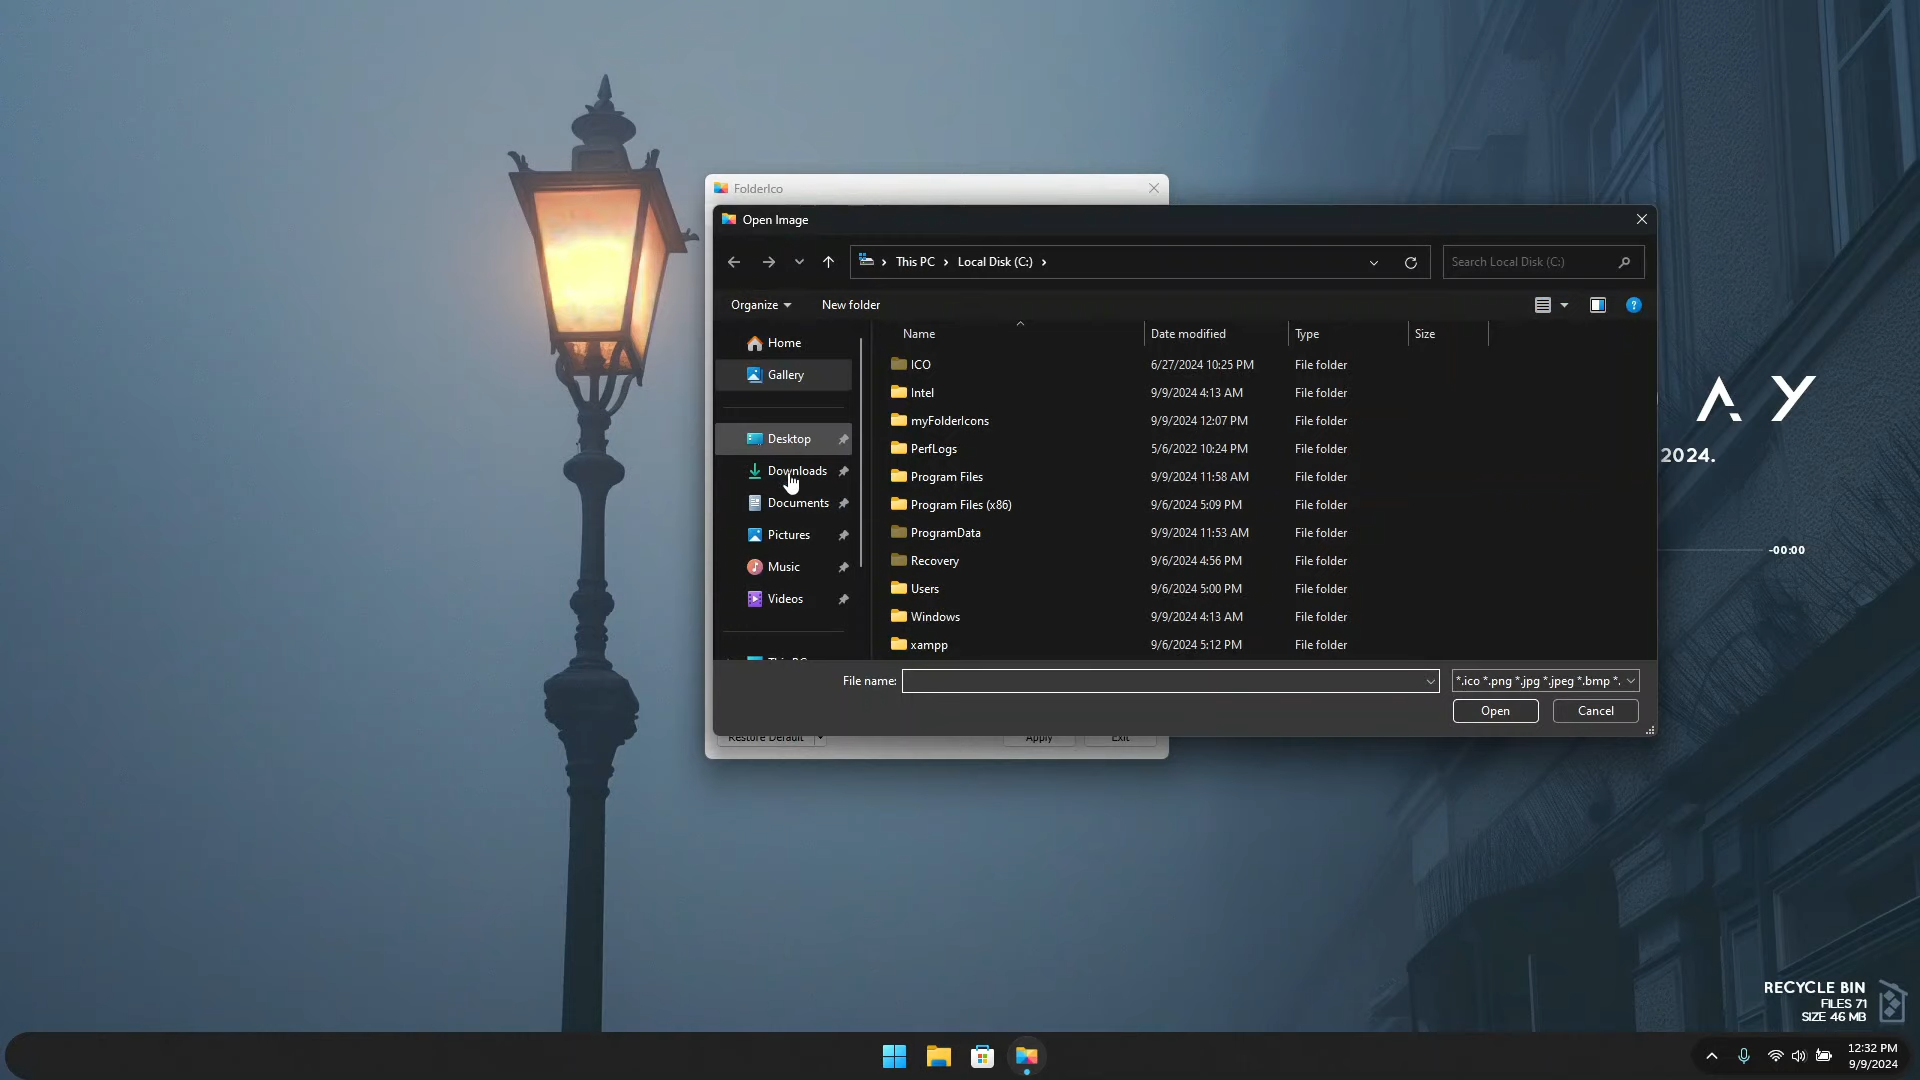 FolderIco
Open Image
This PC
Local Disk (C:)
Search Local Disk (C:)
Organize
New folder
Home
Gallery
Desktop
Downloads
Documents
Pictures
Music
Videos
This PC
Name Date modified Type Size
ICO 6/27/2024 10:25 PM File folder
Intel 9/9/2024 4:13 AM File folder
myFolderIcons 9/9/2024 12:07 PM File folder
PerfLogs 5/6/2022 10:24 PM File folder
Program Files 9/9/2024 11:58 AM File folder
Program Files (x86) 9/6/2024 5:09 PM File folder
ProgramData 9/9/2024 11:53 AM File folder
Recovery 9/6/2024 4:56 PM File folder
Users 9/6/2024 5:00 PM File folder
Windows 9/9/2024 4:13 AM File folder
xampp 9/6/2024 5:12 PM File folder
File name:
*.ico *.png *.jpg *.jpeg *.bmp *.
Open
Cancel
Restore Default
Apply
Exit
A Y
2024.
-00:00
RECYCLE BIN
FILES 71
SIZE 46 MB
12:32 PM
9/9/2024